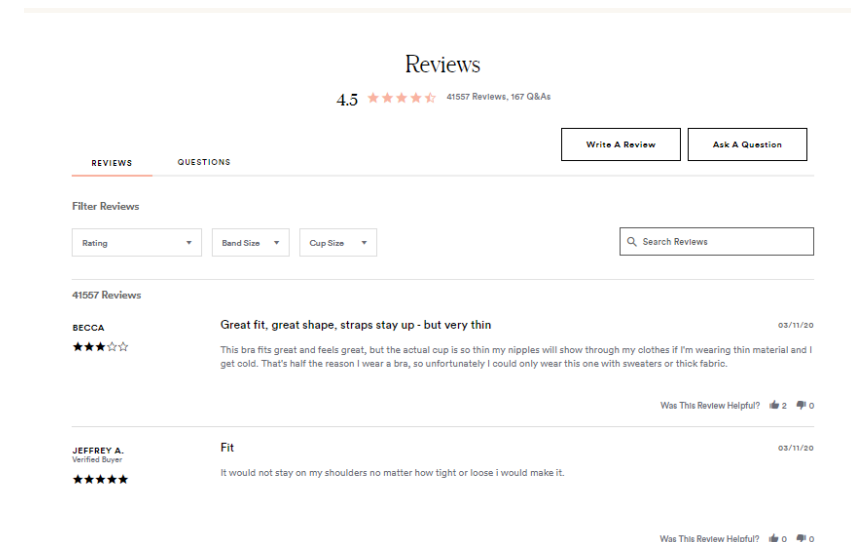 Reviews
4.5 41557 Reviews, 167 Q&As
Write A Review
Ask A Question
REVIEWS
QUESTIONS
Filter Reviews
Rating
Band Size
Cup Size
Search Reviews
41557 Reviews
BECCA
Great fit, great shape, straps stay up - but very thin
03/11/20
This bra fits great and feels great, but the actual cup is so thin my nipples will show through my clothes if I'm wearing thin material and I
get cold. That's half the reason I wear a bra, so unfortunately I could only wear this one with sweaters or thick fabric.
Was This Review Helpful? 2 0
JEFFREY A.
Verified Buyer
Fit
03/11/20
It would not stay on my shoulders no matter how tight or loose i would make it.
Was This Review Helpful? 0 0